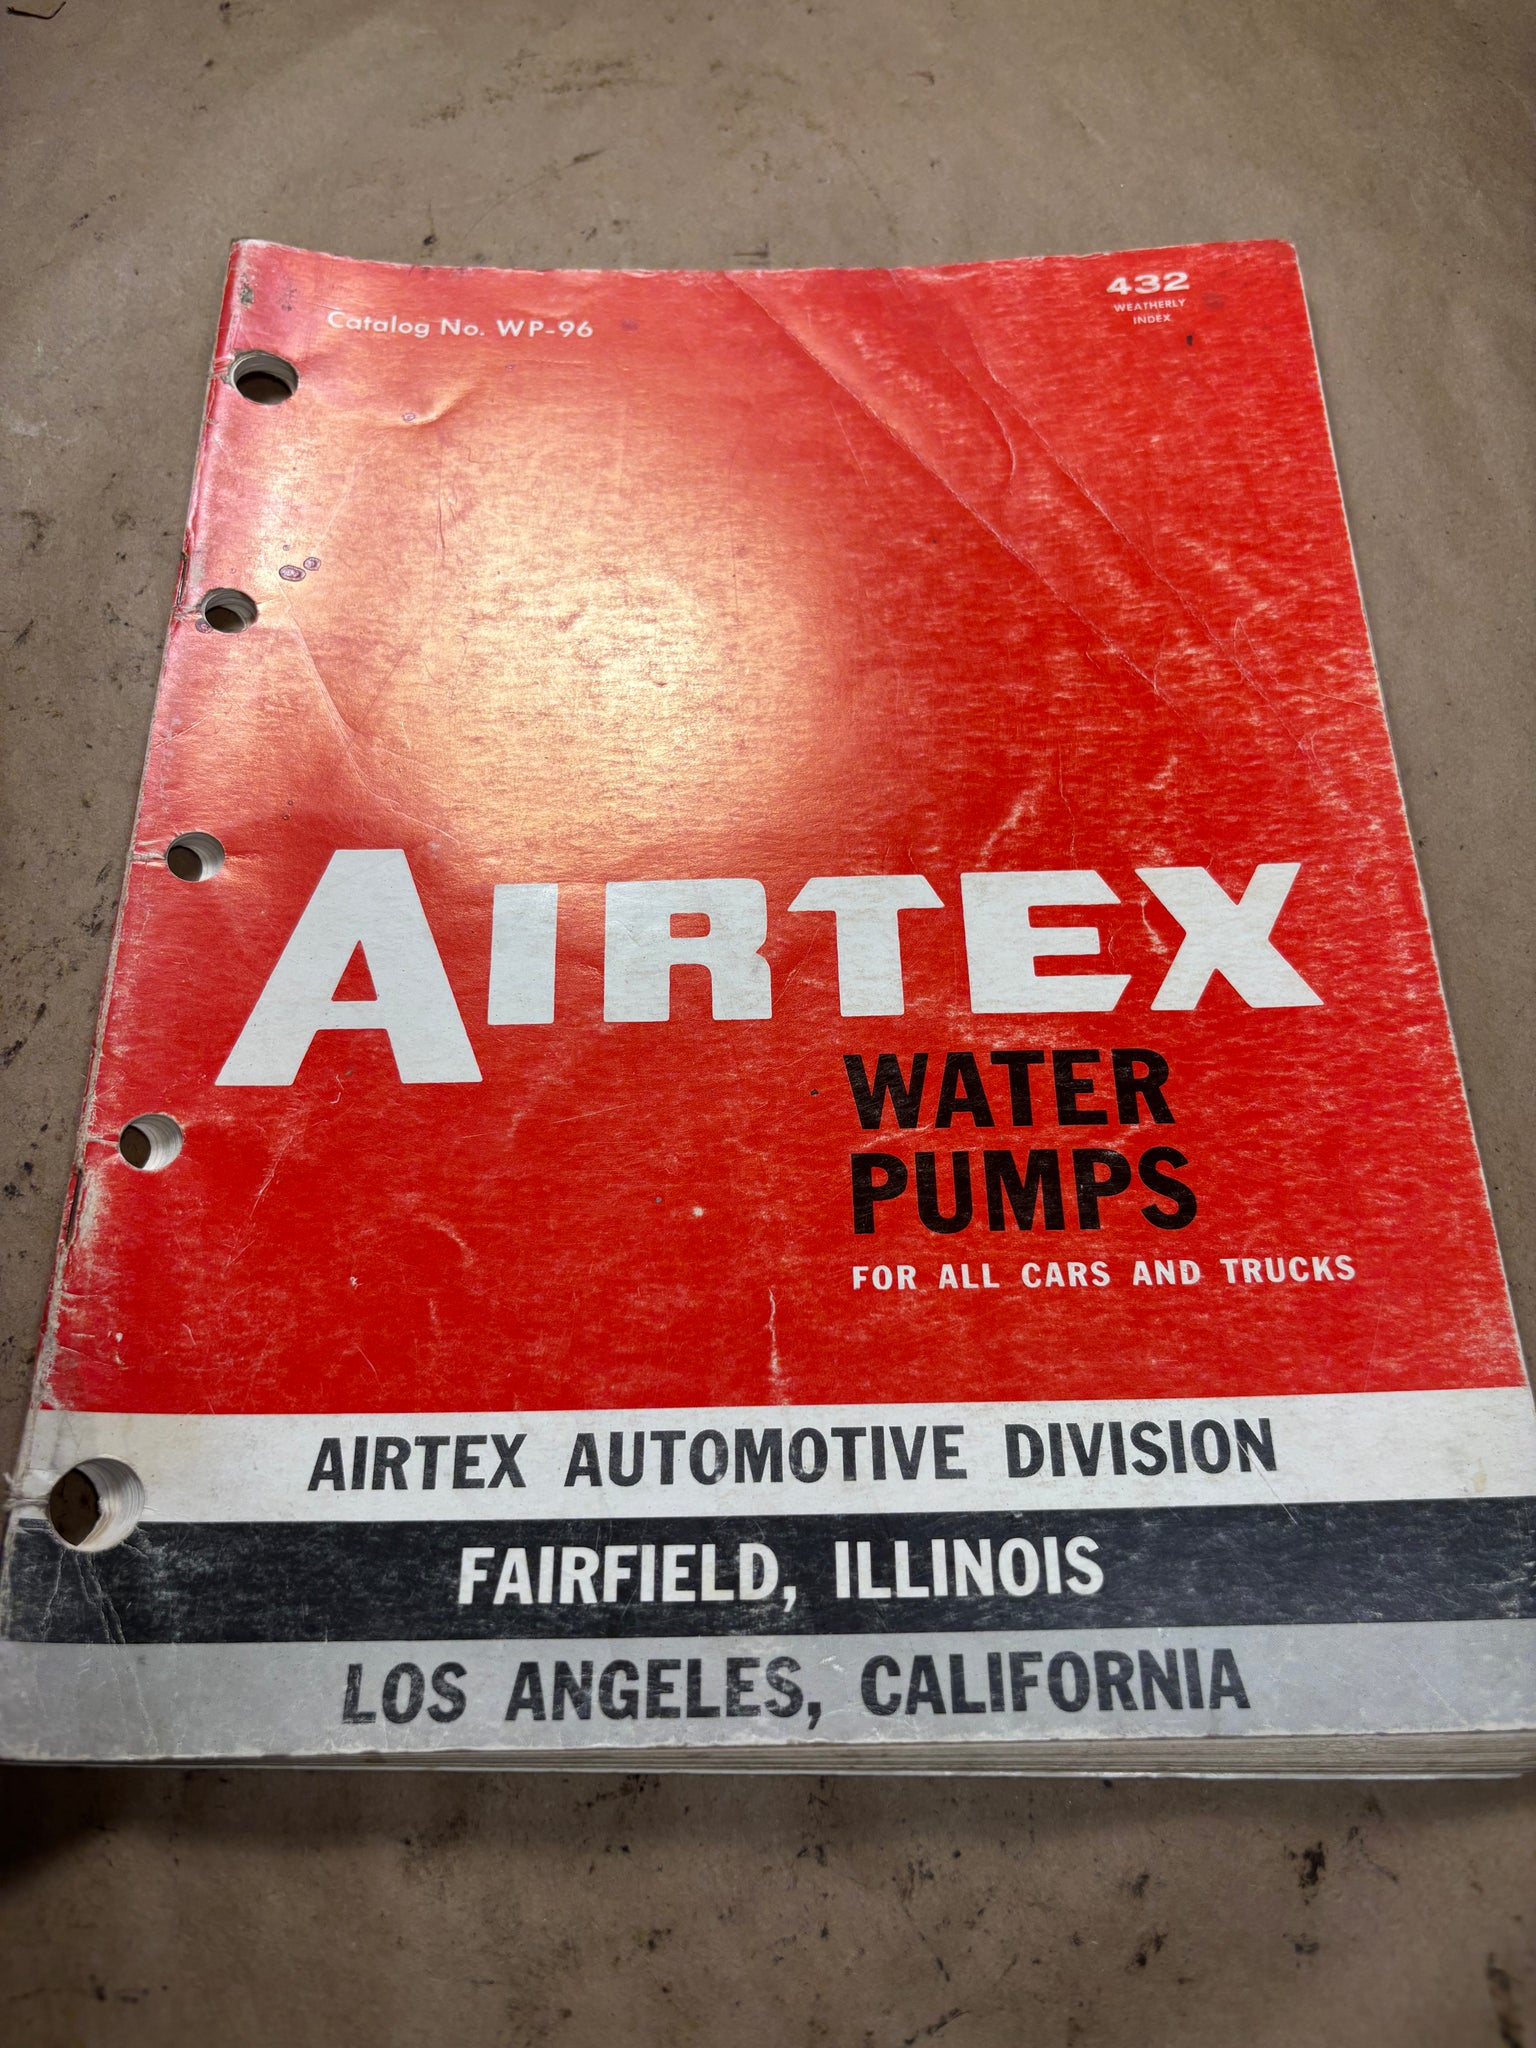 Catalog No. WP-96
432
WEATHERLY
INDEX
AIRTEX
WATER
PUMPS
FOR ALL CARS AND TRUCKS
AIRTEX AUTOMOTIVE DIVISION
FAIRFIELD, ILLINOIS
LOS ANGELES, CALIFORNIA